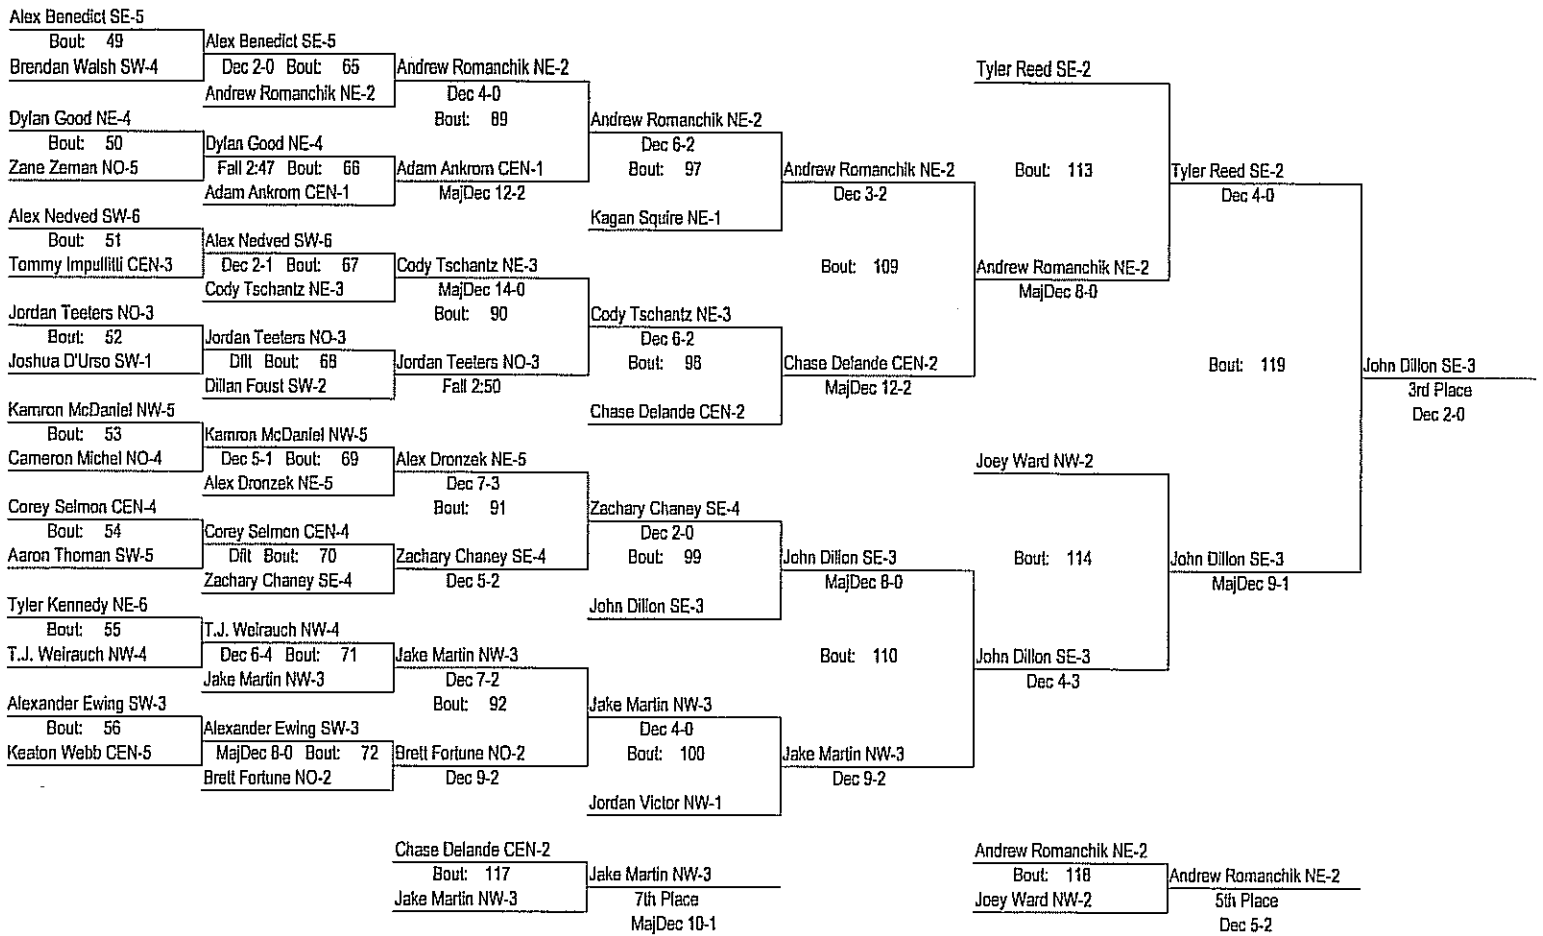 Alex Benedict SE-5
Bout: 49
Brendan Walsh SW-4
Dylan Good NE-4
Bout: 50
Zane Zeman NO-5
Alex Nedved SW-6
Bout: 51
Tommy Impullitti CEN-3
Jordan Teeters NO-3
Bout: 52
Joshua D'Urso SW-1
Kamron McDaniel NW-5
Bout: 53
Cameron Michel NO-4
Corey Selmon CEN-4
Bout: 54
Aaron Thoman SW-5
Tyler Kennedy NE-6
Bout: 55
T.J. Weirauch NW-4
Alexander Ewing SW-3
Bout: 56
Keaton Webb CEN-5
Alex Benedict SE-5
Dec 2-0 Bout: 65
Andrew Romanchik NE-2
Dylan Good NE-4
Fall 2:47 Bout: 66
Adam Ankrom CEN-1
Alex Nedved SW-6
Dec 2-1 Bout: 67
Cody Tschantz NE-3
Jordan Teeters NO-3
Dflt Bout: 68
Dillan Foust SW-2
Kamron McDaniel NW-5
Dec 5-1 Bout: 69
Alex Dronzek NE-5
Corey Selmon CEN-4
Dflt Bout: 70
Zachary Chaney SE-4
T.J. Weirauch NW-4
Dec 6-4 Bout: 71
Jake Martin NW-3
Alexander Ewing SW-3
MajDec 8-0 Bout: 72
Brett Fortune NO-2
Andrew Romanchik NE-2
Dec 4-0
Bout: 89
Adam Ankrom CEN-1
MajDec 12-2
Cody Tschantz NE-3
MajDec 14-0
Bout: 90
Jordan Teeters NO-3
Fall 2:50
Alex Dronzek NE-5
Dec 7-3
Bout: 91
Zachary Chaney SE-4
Dec 5-2
Jake Martin NW-3
Dec 7-2
Bout: 92
Brett Fortune NO-2
Dec 9-2
Andrew Romanchik NE-2
Dec 6-2
Bout: 97
Kagan Squire NE-1
Cody Tschantz NE-3
Dec 6-2
Bout: 98
Chase Delande CEN-2
Zachary Chaney SE-4
Dec 2-0
Bout: 99
John Dillon SE-3
Jake Martin NW-3
Dec 4-0
Bout: 100
Jordan Victor NW-1
Andrew Romanchik NE-2
Dec 3-2
Bout: 109
Chase Delande CEN-2
MajDec 12-2
John Dillon SE-3
MajDec 8-0
Bout: 110
Jake Martin NW-3
Dec 9-2
Tyler Reed SE-2
Bout: 113
Andrew Romanchik NE-2
MajDec 8-0
Joey Ward NW-2
Bout: 114
John Dillon SE-3
Dec 4-3
Tyler Reed SE-2
Dec 4-0
Bout: 119
John Dillon SE-3
MajDec 9-1
John Dillon SE-3
3rd Place
Dec 2-0
Chase Delande CEN-2
Bout: 117
Jake Martin NW-3
Jake Martin NW-3
7th Place
MajDec 10-1
Andrew Romanchik NE-2
Bout: 118
Joey Ward NW-2
Andrew Romanchik NE-2
5th Place
Dec 5-2